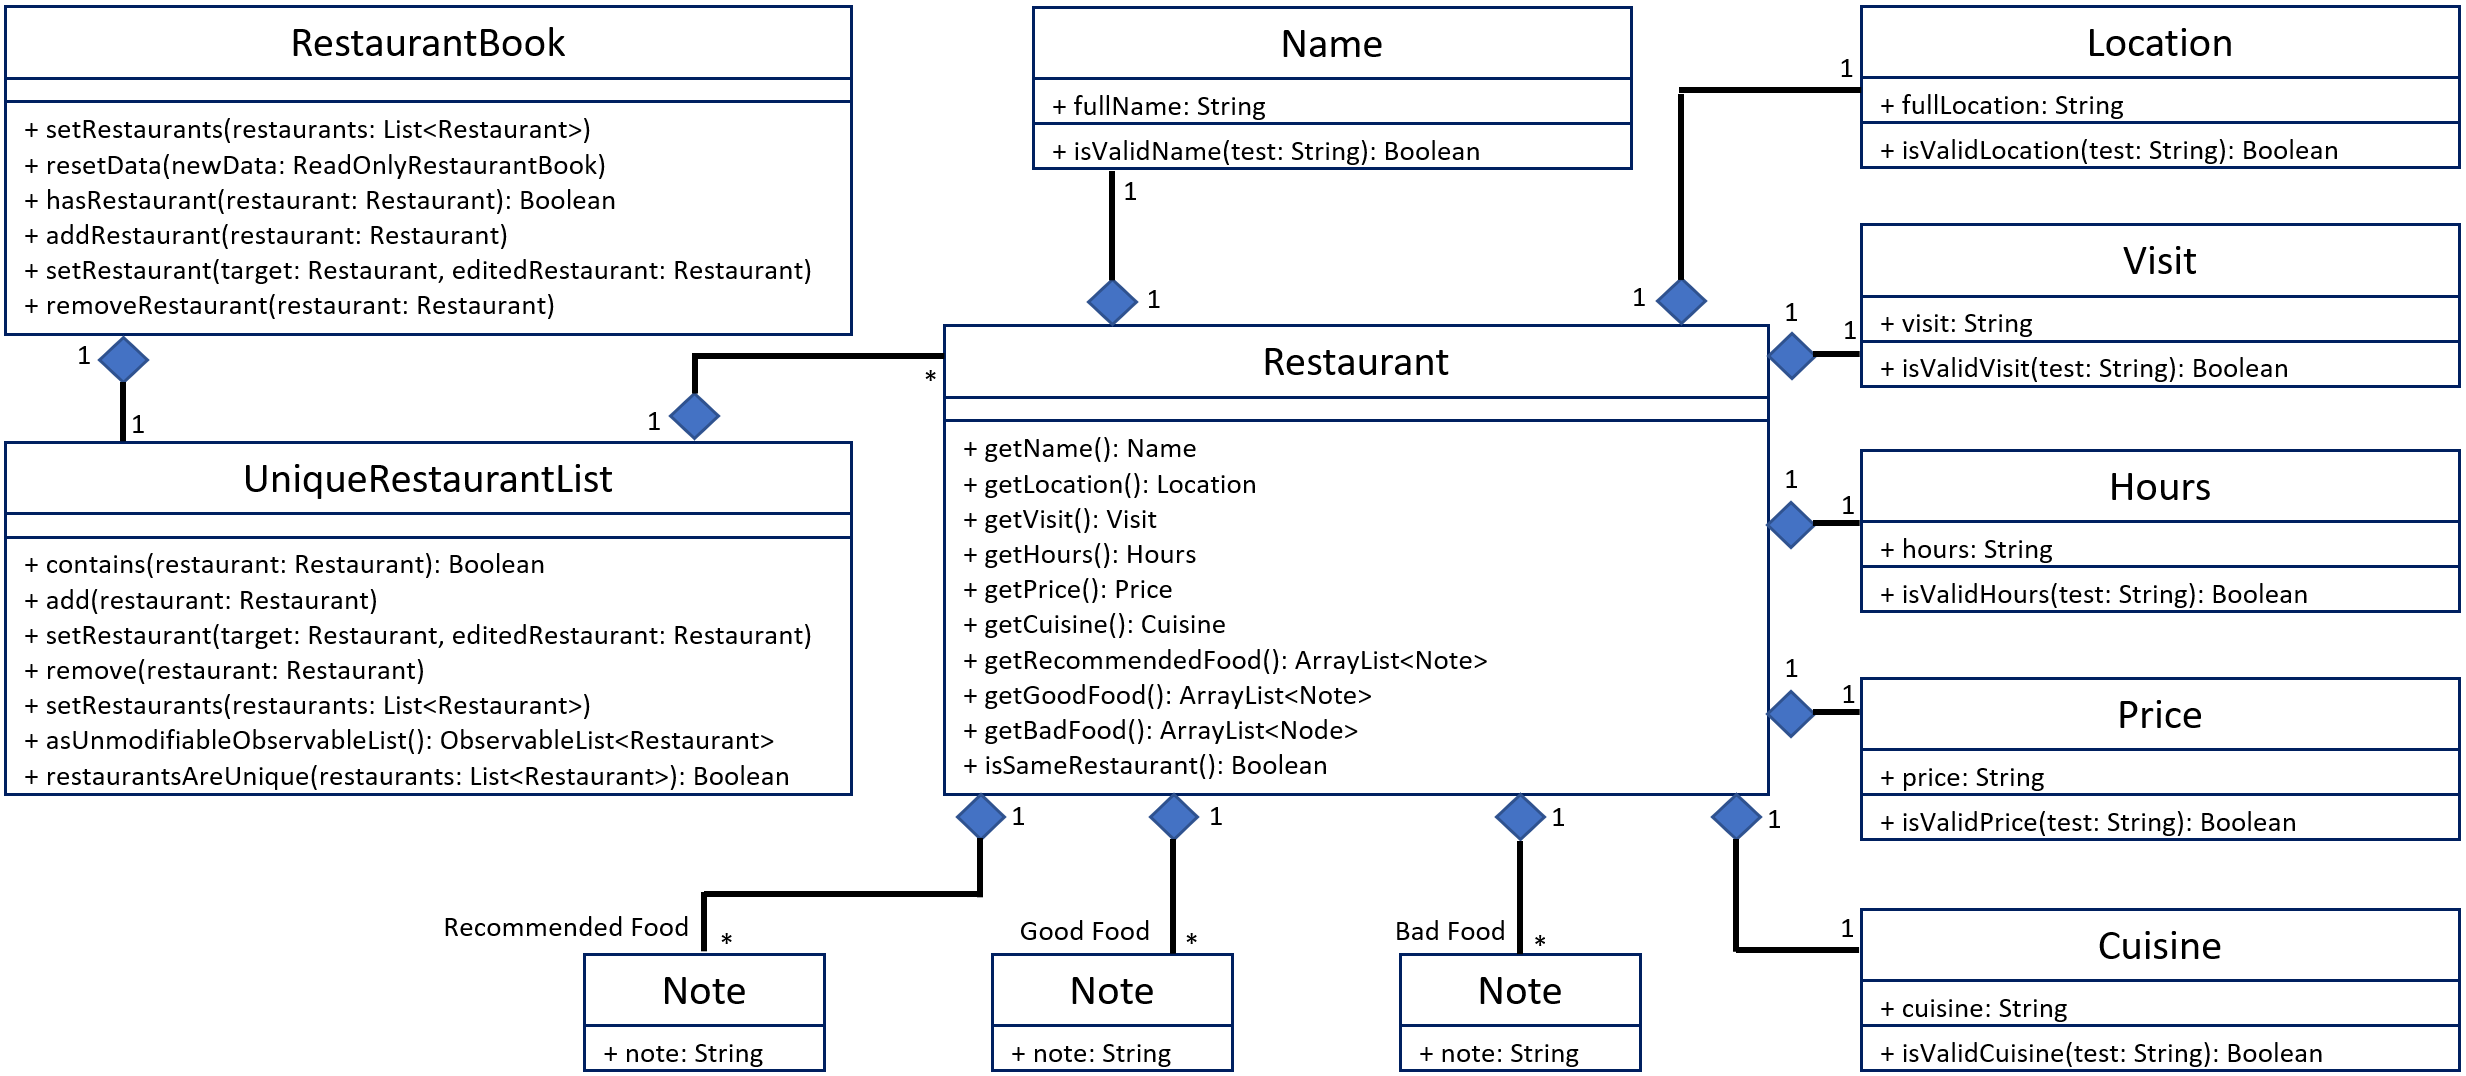 RestaurantBook
+ setRestaurants(restaurants: List<Restaurant>)
+ resetData(newData: ReadOnlyRestaurantBook)
+ hasRestaurant(restaurant: Restaurant): Boolean
+ addRestaurant(restaurant: Restaurant)
+ setRestaurant(target: Restaurant, editedRestaurant: Restaurant)
+ removeRestaurant(restaurant: Restaurant)
1
1
UniqueRestaurantList
+ contains(restaurant: Restaurant): Boolean
+ add(restaurant: Restaurant)
+ setRestaurant(target: Restaurant, editedRestaurant: Restaurant)
+ remove(restaurant: Restaurant)
+ setRestaurants(restaurants: List<Restaurant>)
+ asUnmodifiableObservableList(): ObservableList<Restaurant>
+ restaurantsAreUnique(restaurants: List<Restaurant>): Boolean
1
*
Name
+ fullName: String
+ isValidName(test: String): Boolean
1
1
Restaurant
+ getName(): Name
+ getLocation(): Location
+ getVisit(): Visit
+ getHours(): Hours
+ getPrice(): Price
+ getCuisine(): Cuisine
+ getRecommendedFood(): ArrayList<Note>
+ getGoodFood(): ArrayList<Note>
+ getBadFood(): ArrayList<Node>
+ isSameRestaurant(): Boolean
1
1
Location
+ fullLocation: String
+ isValidLocation(test: String): Boolean
1
1
Visit
+ visit: String
+ isValidVisit(test: String): Boolean
1
1
Hours
+ hours: String
+ isValidHours(test: String): Boolean
1
1
Price
+ price: String
+ isValidPrice(test: String): Boolean
1
1
Cuisine
+ cuisine: String
+ isValidCuisine(test: String): Boolean
1
Recommended Food
*
Note
+ note: String
1
Good Food
*
Note
+ note: String
1
Bad Food
*
Note
+ note: String